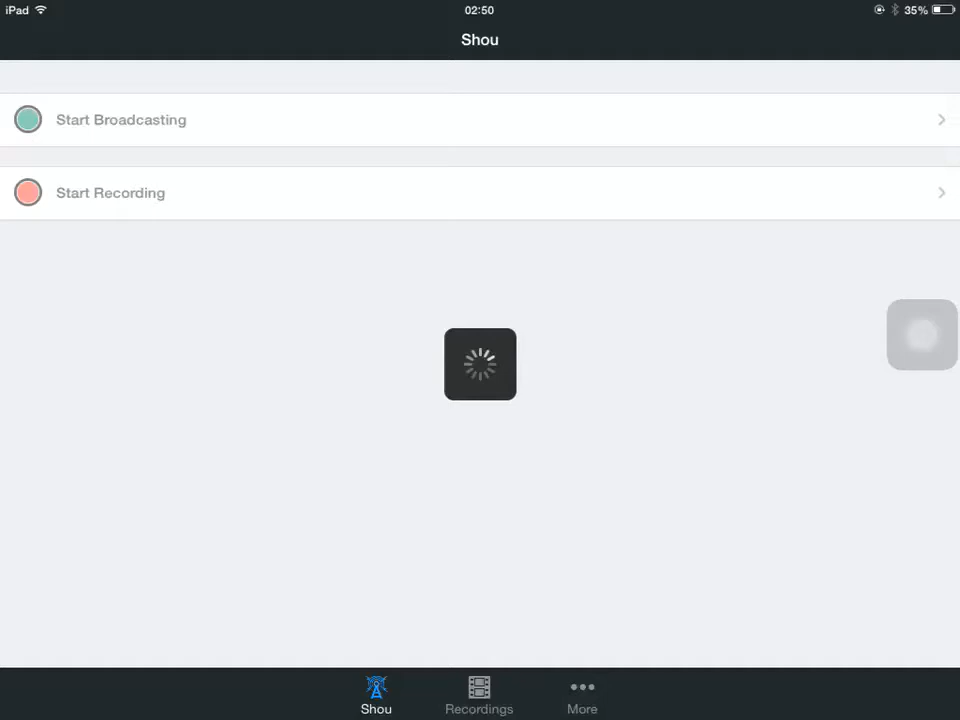 iPad 02:50 35%
Shou
Start Broadcasting
Start Recording
Shou Recordings More